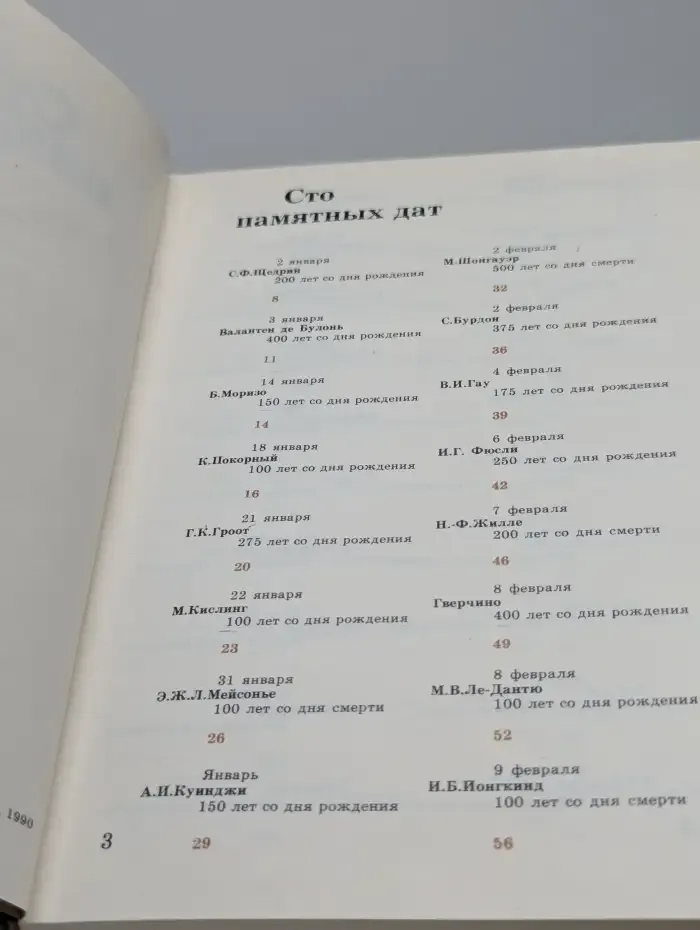 Сто
памятных дат
2 января
С.Ф.Щедрин
200 лет со дня рождения
8
3 января
Валантен де Булонь
400 лет со дня рождения
11
14 января
Б.Моризо
150 лет со дня рождения
14
18 января
К.Покорный
100 лет со дня рождения
16
21 января
Г.К.Гроот
275 лет со дня рождения
20
22 января
М.Кислинг
100 лет со дня рождения
23
31 января
Э.Ж.Л.Мейсонье
100 лет со дня смерти
26
Январь
А.И.Куинджи
150 лет со дня рождения
29
2 февраля
М.Шонгауэр
500 лет со дня смерти
32
2 февраля
С.Бурдон
375 лет со дня рождения
36
4 февраля
В.И.Гау
175 лет со дня рождения
39
6 февраля
И.Г. Фюсли
250 лет со дня рождения
42
7 февраля
Н.-Ф.Жилле
200 лет со дня смерти
46
8 февраля
Гверчино
400 лет со дня рождения
49
8 февраля
М.В.Ле-Дантю
100 лет со дня рождения
52
9 февраля
И.Б.Йонгкинд
100 лет со дня смерти
56
3
1990